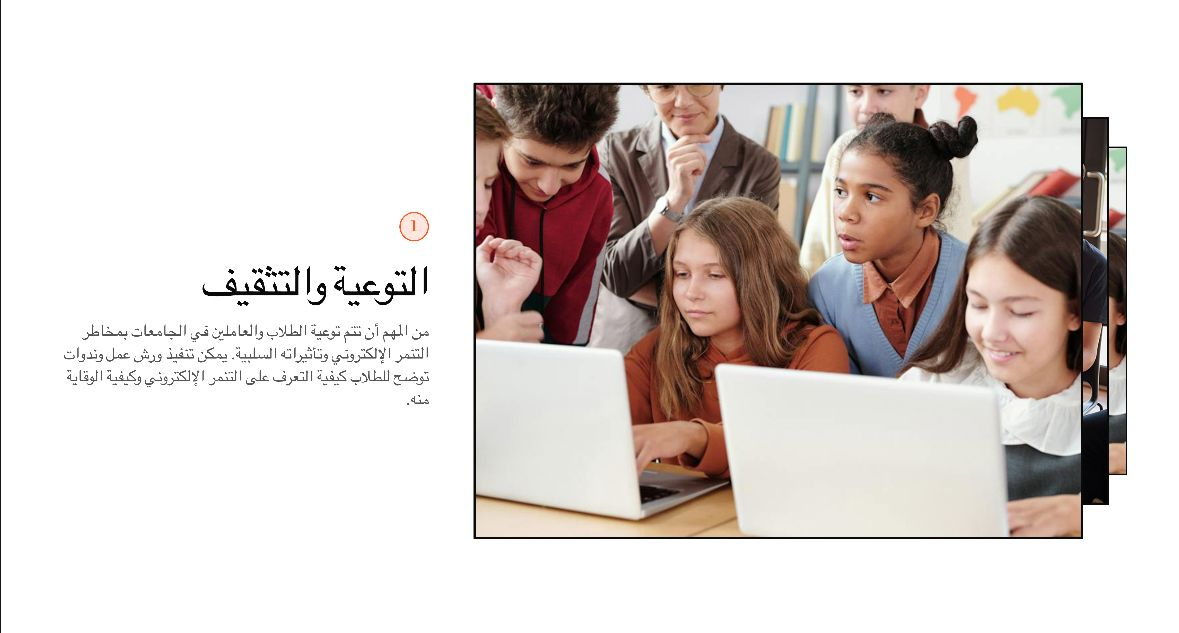 1
التوعية والتثقيف
من المهم أن تتم توعية الطلاب والعاملين في الجامعات بمخاطر
التنمر الإلكتروني وتأثيراته السلبية. يمكن تنفيذ ورش عمل وندوات
توضح للطلاب كيفية التعرف على التنمر الإلكتروني وكيفية الوقاية
منه.